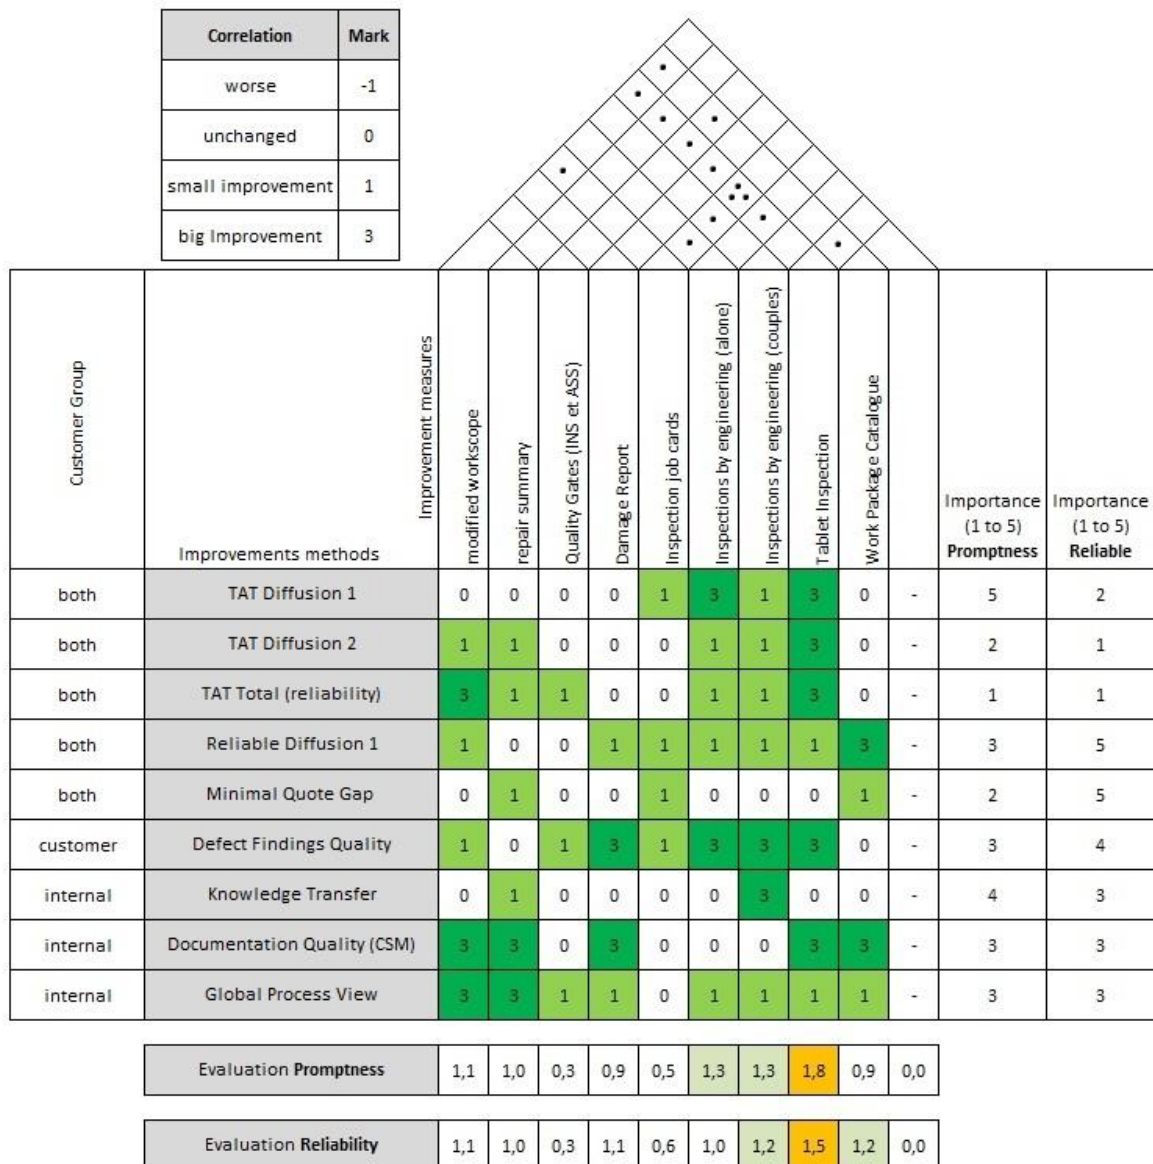 Correlation Mark
worse -1
unchanged 0
small improvement 1
big Improvement 3
Customer Group
Improvements methods
Improvement measures
modified workscope
repair summary
Quality Gates (INS et ASS)
Damage Report
Inspection job cards
Inspections by engineering (alone)
Inspections by engineering (couples)
Tablet Inspection
Work Package Catalogue
Importance
(1 to 5)
Promptness
Importance
(1 to 5)
Reliable
both TAT Diffusion 1 0 0 0 0 1 3 1 3 0 - 5 2
both TAT Diffusion 2 1 1 0 0 0 1 1 3 0 - 2 1
both TAT Total (reliability) 3 1 1 0 0 1 1 3 0 - 1 1
both Reliable Diffusion 1 1 0 0 1 1 1 1 1 3 - 3 5
both Minimal Quote Gap 0 1 0 0 1 0 0 0 1 - 2 5
customer Defect Findings Quality 1 0 1 3 1 3 3 3 0 - 3 4
internal Knowledge Transfer 0 1 0 0 0 0 3 0 0 - 4 3
internal Documentation Quality (CSM) 3 3 0 3 0 0 0 3 3 - 3 3
internal Global Process View 3 3 1 1 0 1 1 1 1 - 3 3
Evaluation Promptness 1,1 1,0 0,3 0,9 0,5 1,3 1,3 1,8 0,9 0,0
Evaluation Reliability 1,1 1,0 0,3 1,1 0,6 1,0 1,2 1,5 1,2 0,0